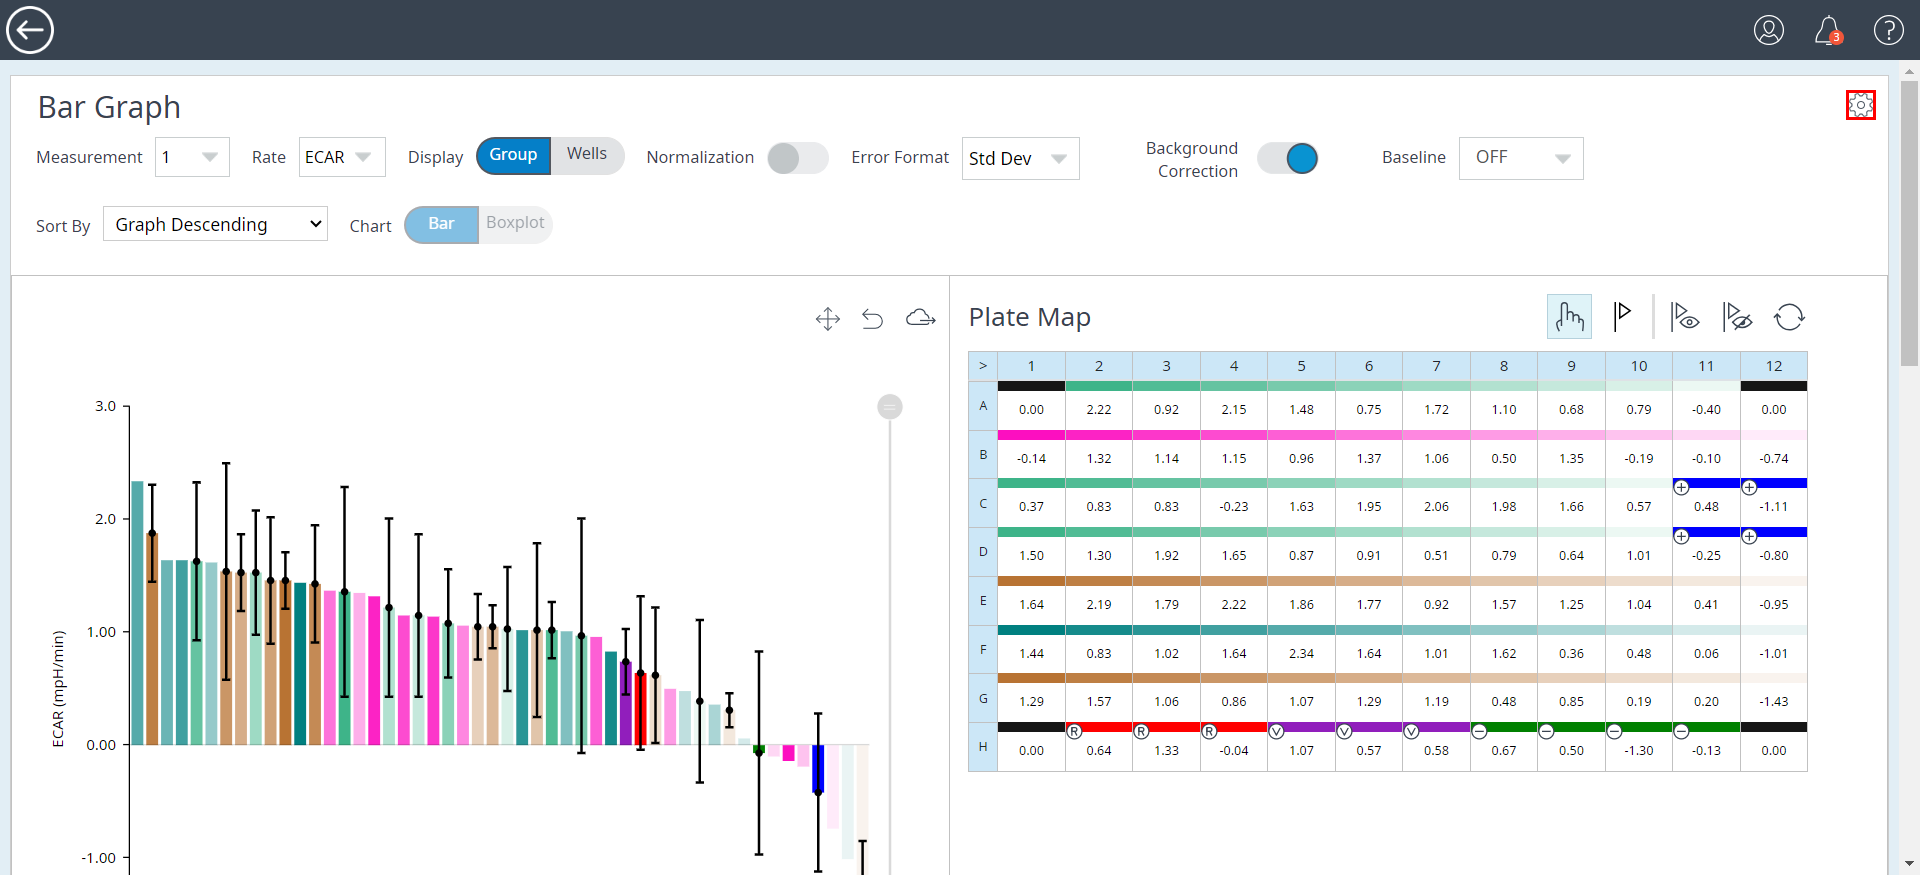 3
Bar Graph
Measurement 1 Rate ECAR Display Group Wells Normalization Error Format Std Dev Background Correction Baseline OFF
Sort By Graph Descending Chart Bar Boxplot
3.0
2.0
1.00
0.00
-1.00
ECAR (mpH/min)
Plate Map
> 1 2 3 4 5 6 7 8 9 10 11 12
A 0.00 2.22 0.92 2.15 1.48 0.75 1.72 1.10 0.68 0.79 -0.40 0.00
B -0.14 1.32 1.14 1.15 0.96 1.37 1.06 0.50 1.35 -0.19 -0.10 -0.74
+ +
C 0.37 0.83 0.83 -0.23 1.63 1.95 2.06 1.98 1.66 0.57 0.48 -1.11
+ +
D 1.50 1.30 1.92 1.65 0.87 0.91 0.51 0.79 0.64 1.01 -0.25 -0.80
E 1.64 2.19 1.79 2.22 1.86 1.77 0.92 1.57 1.25 1.04 0.41 -0.95
F 1.44 0.83 1.02 1.64 2.34 1.64 1.01 1.62 0.36 0.48 0.06 -1.01
G 1.29 1.57 1.06 0.86 1.07 1.29 1.19 0.48 0.85 0.19 0.20 -1.43
R R R V V V − − − −
H 0.00 0.64 1.33 -0.04 1.07 0.57 0.58 0.67 0.50 -1.30 -0.13 0.00